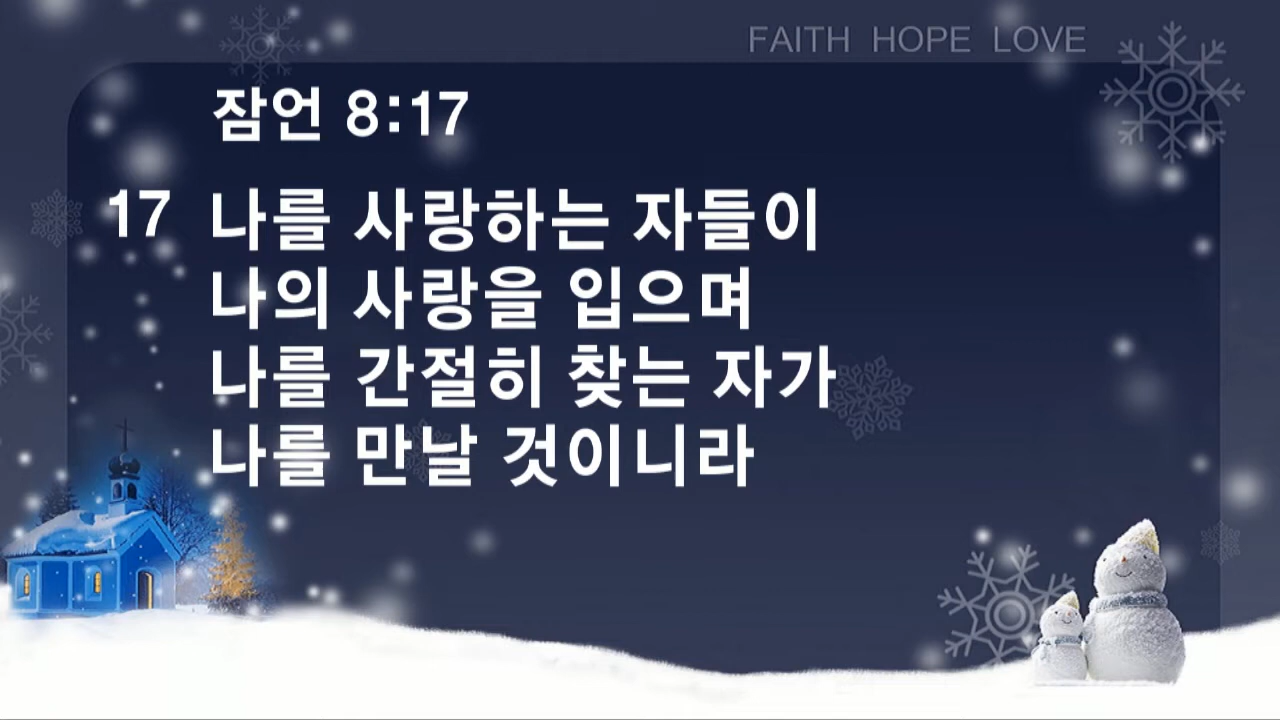 FAITH HOPE LOVE
잠언 8:17
17 나를 사랑하는 자들이
나의 사랑을 입으며
나를 간절히 찾는 자가
나를 만날 것이니라